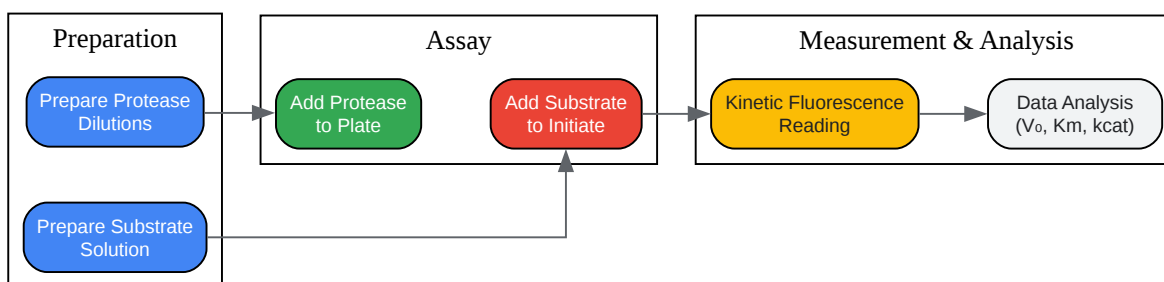 Preparation
Prepare Protease
Dilutions
Prepare Substrate
Solution
Assay
Add Protease
to Plate
Add Substrate
to Initiate
Measurement & Analysis
Kinetic Fluorescence
Reading
Data Analysis
(V₀, Km, kcat)